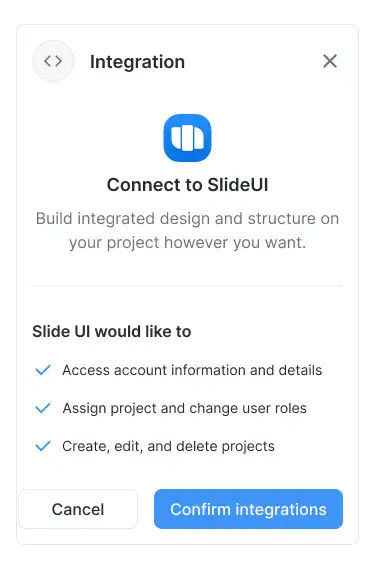 Integration
Connect to SlideUI
Build integrated design and structure on
your project however you want.
Slide UI would like to
Access account information and details
Assign project and change user roles
Create, edit, and delete projects
Cancel
Confirm integrations